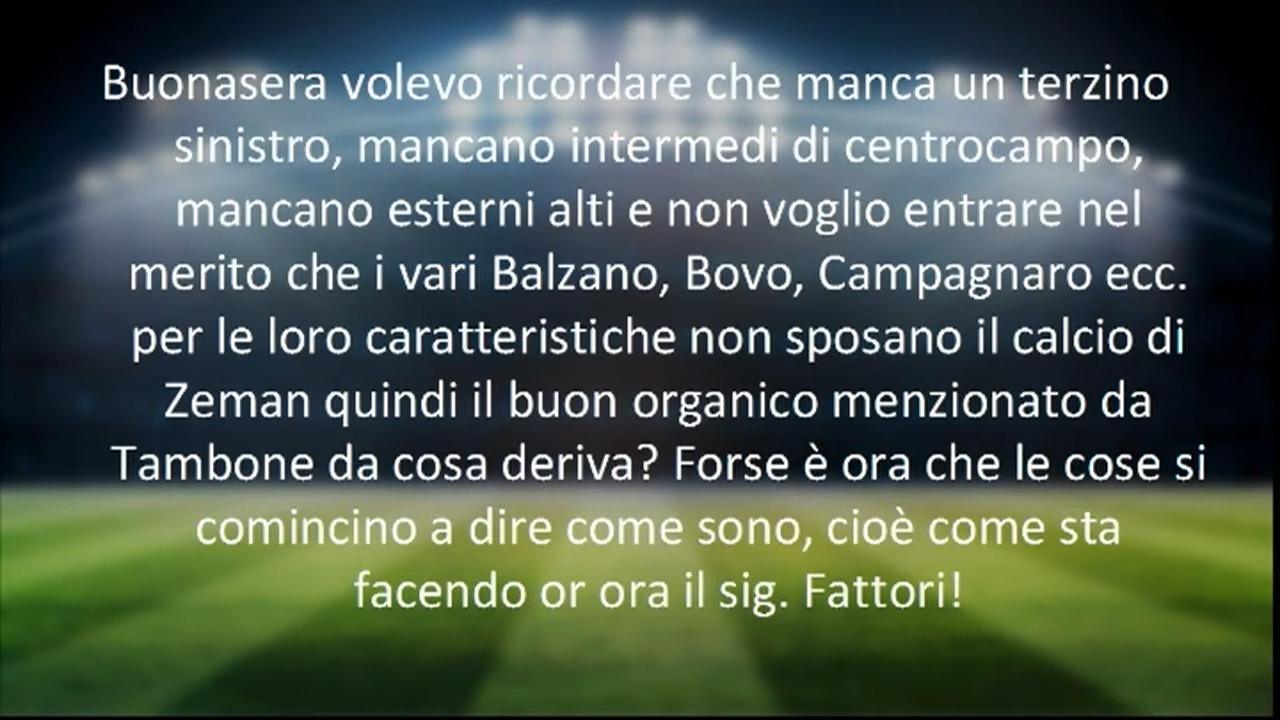 Buonasera volevo ricordare che manca un terzino
sinistro, mancano intermedi di centrocampo,
mancano esterni alti e non voglio entrare nel
merito che i vari Balzano, Bovo, Campagnaro ecc.
per le loro caratteristiche non sposano il calcio di
Zeman quindi il buon organico menzionato da
Tambone da cosa deriva? Forse è ora che le cose si
comincino a dire come sono, cioè come sta
facendo or ora il sig. Fattori!